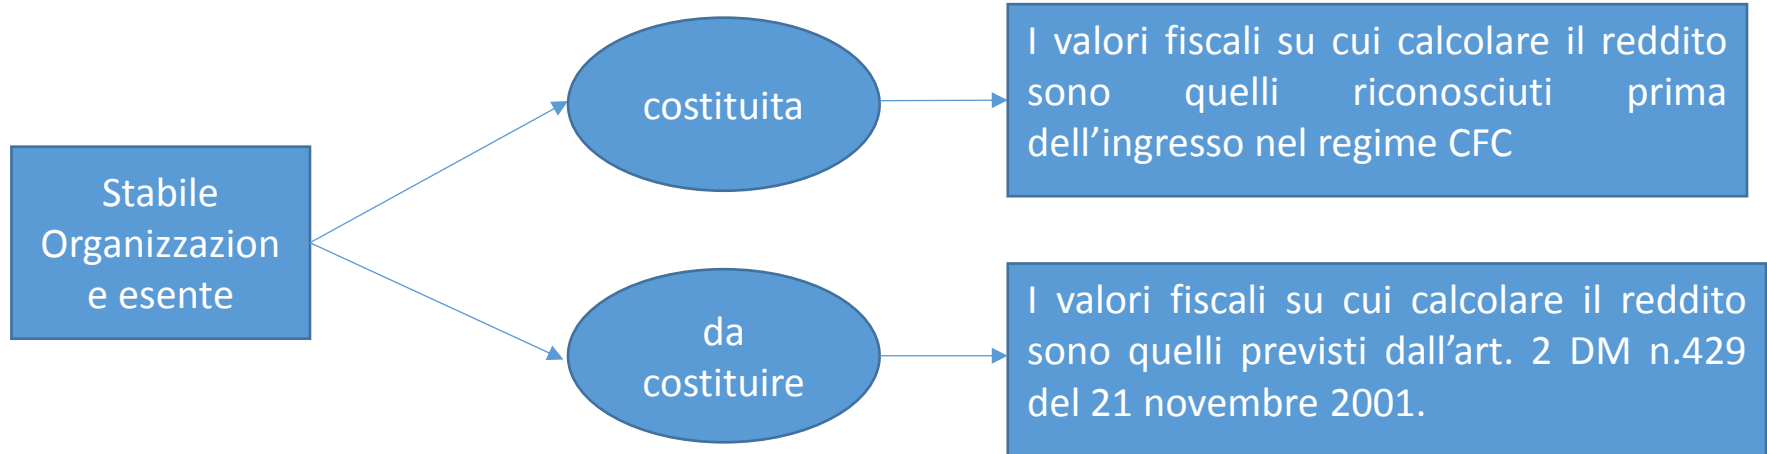 Stabile
Organizzazion
e esente
costituita
I valori fiscali su cui calcolare il reddito
sono quelli riconosciuti prima
dell’ingresso nel regime CFC
da
costituire
I valori fiscali su cui calcolare il reddito
sono quelli previsti dall’art. 2 DM n.429
del 21 novembre 2001.